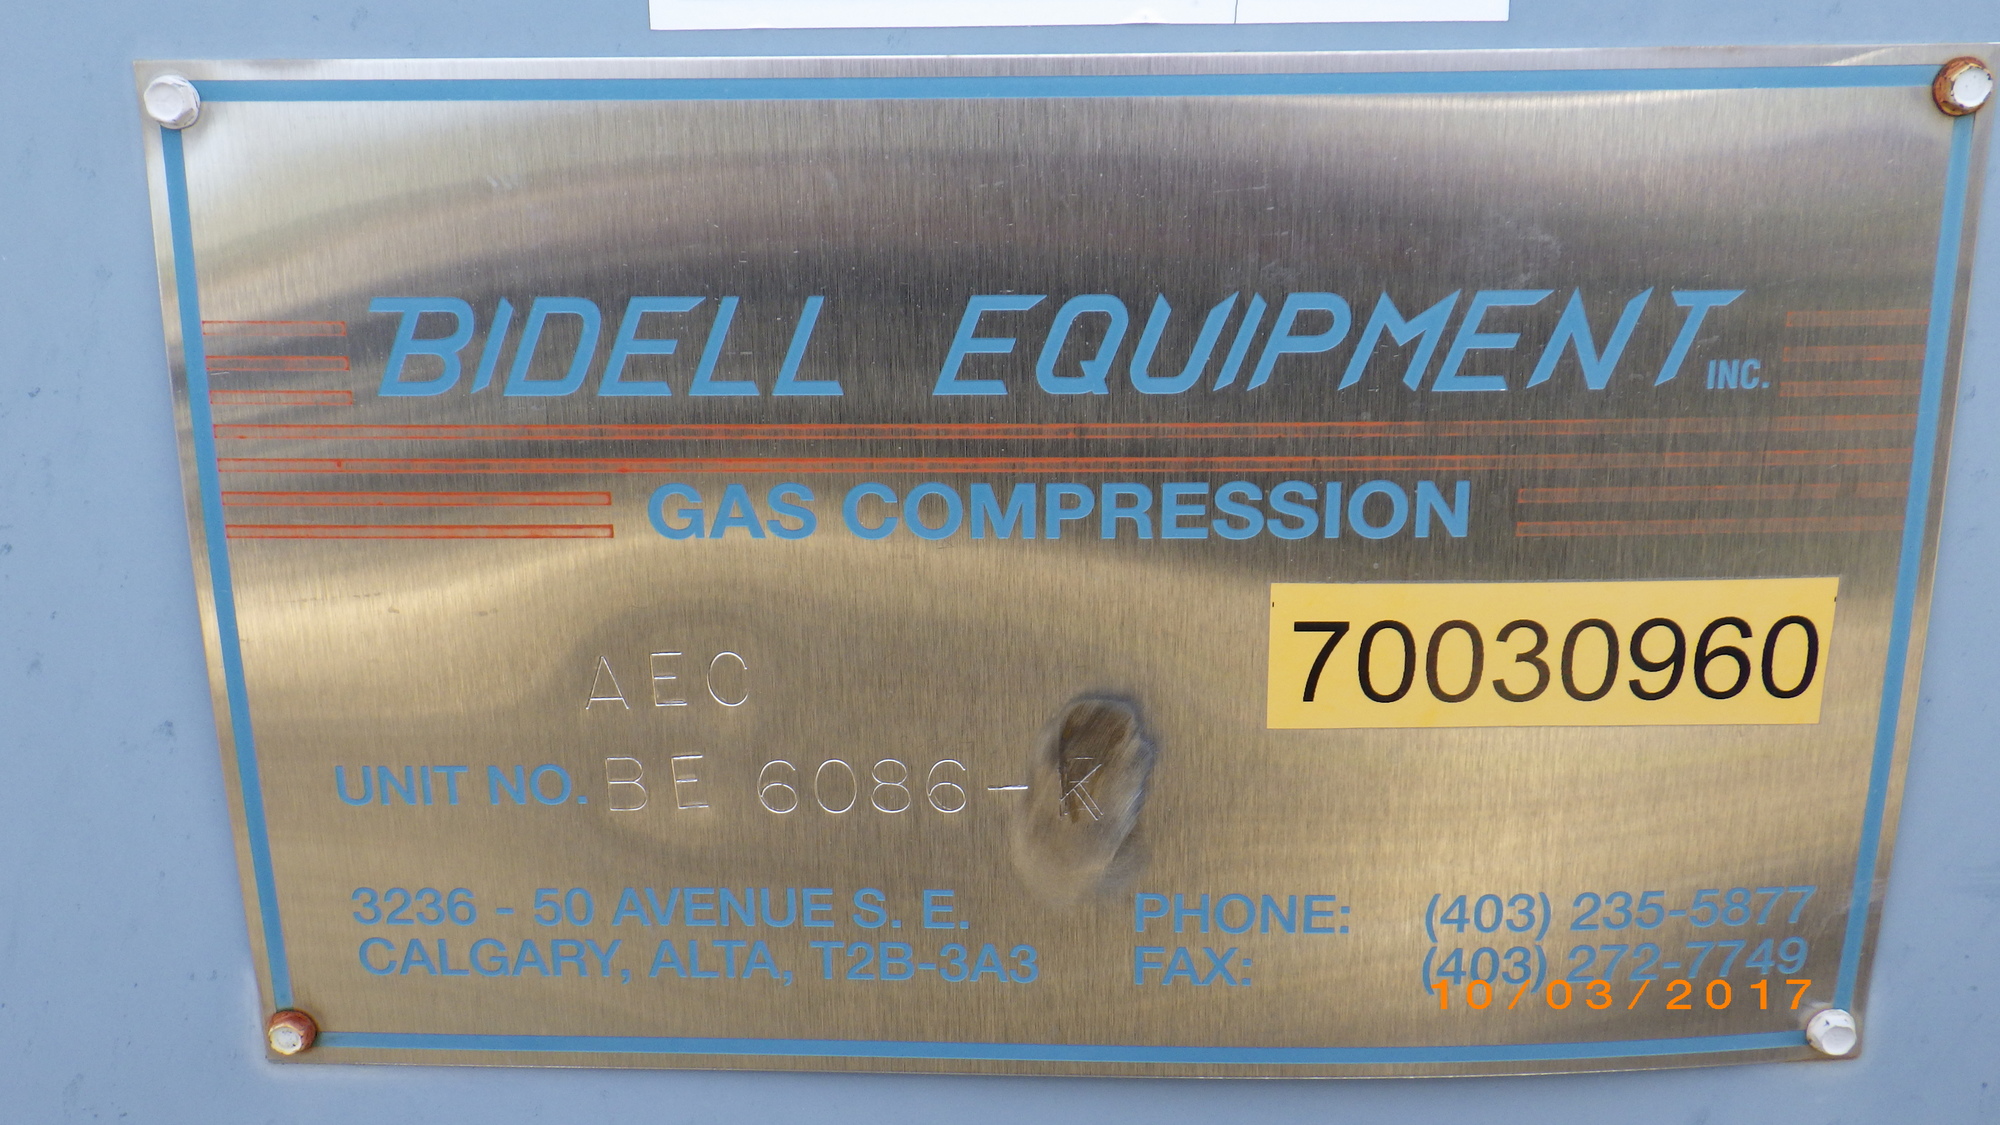 BIDELL EQUIPMENT INC.
GAS COMPRESSION
70030960
AEC
UNIT NO. BE 6086-K
3236 - 50 AVENUE S. E.
CALGARY, ALTA, T2B-3A3
PHONE: (403) 235-5877
FAX: (403) 272-7749
10/03/2017